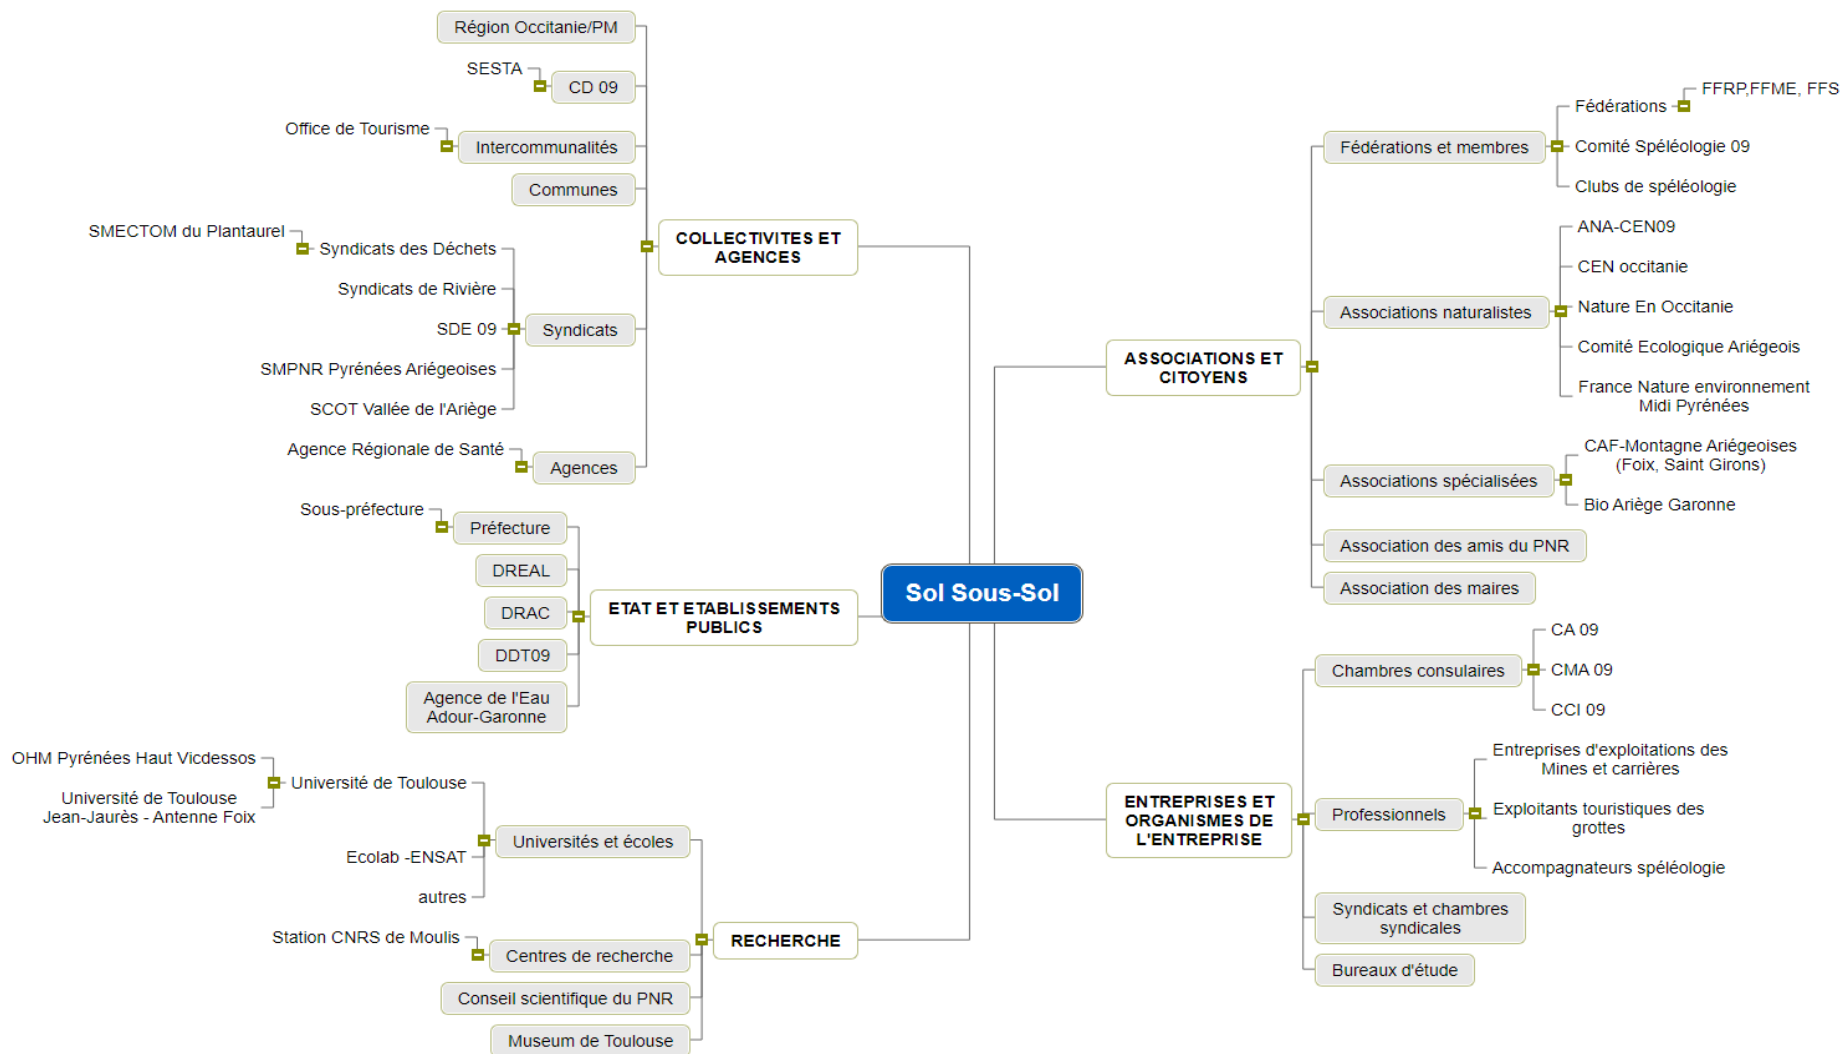 Sol Sous-Sol
COLLECTIVITES ET
AGENCES
Région Occitanie/PM
CD 09
SESTA
Intercommunalités
Office de Tourisme
Communes
Syndicats
Syndicats des Déchets
SMECTOM du Plantaurel
Syndicats de Rivière
SDE 09
SMPNR Pyrénées Ariégeoises
SCOT Vallée de l'Ariège
Agences
Agence Régionale de Santé
ETAT ET ETABLISSEMENTS
PUBLICS
Préfecture
Sous-préfecture
DREAL
DRAC
DDT09
Agence de l'Eau
Adour-Garonne
RECHERCHE
Universités et écoles
Université de Toulouse
OHM Pyrénées Haut Vicdessos
Université de Toulouse
Jean-Jaurès - Antenne Foix
Ecolab -ENSAT
autres
Centres de recherche
Station CNRS de Moulis
Conseil scientifique du PNR
Museum de Toulouse
ASSOCIATIONS ET
CITOYENS
Fédérations et membres
Fédérations
FFRP,FFME, FFS
Comité Spéléologie 09
Clubs de spéléologie
Associations naturalistes
ANA-CEN09
CEN occitanie
Nature En Occitanie
Comité Ecologique Ariégeois
France Nature environnement
Midi Pyrénées
Associations spécialisées
CAF-Montagne Ariégeoises
(Foix, Saint Girons)
Bio Ariège Garonne
Association des amis du PNR
Association des maires
ENTREPRISES ET
ORGANISMES DE
L'ENTREPRISE
Chambres consulaires
CA 09
CMA 09
CCI 09
Professionnels
Entreprises d'exploitations des
Mines et carrières
Exploitants touristiques des
grottes
Accompagnateurs spéléologie
Syndicats et chambres
syndicales
Bureaux d'étude